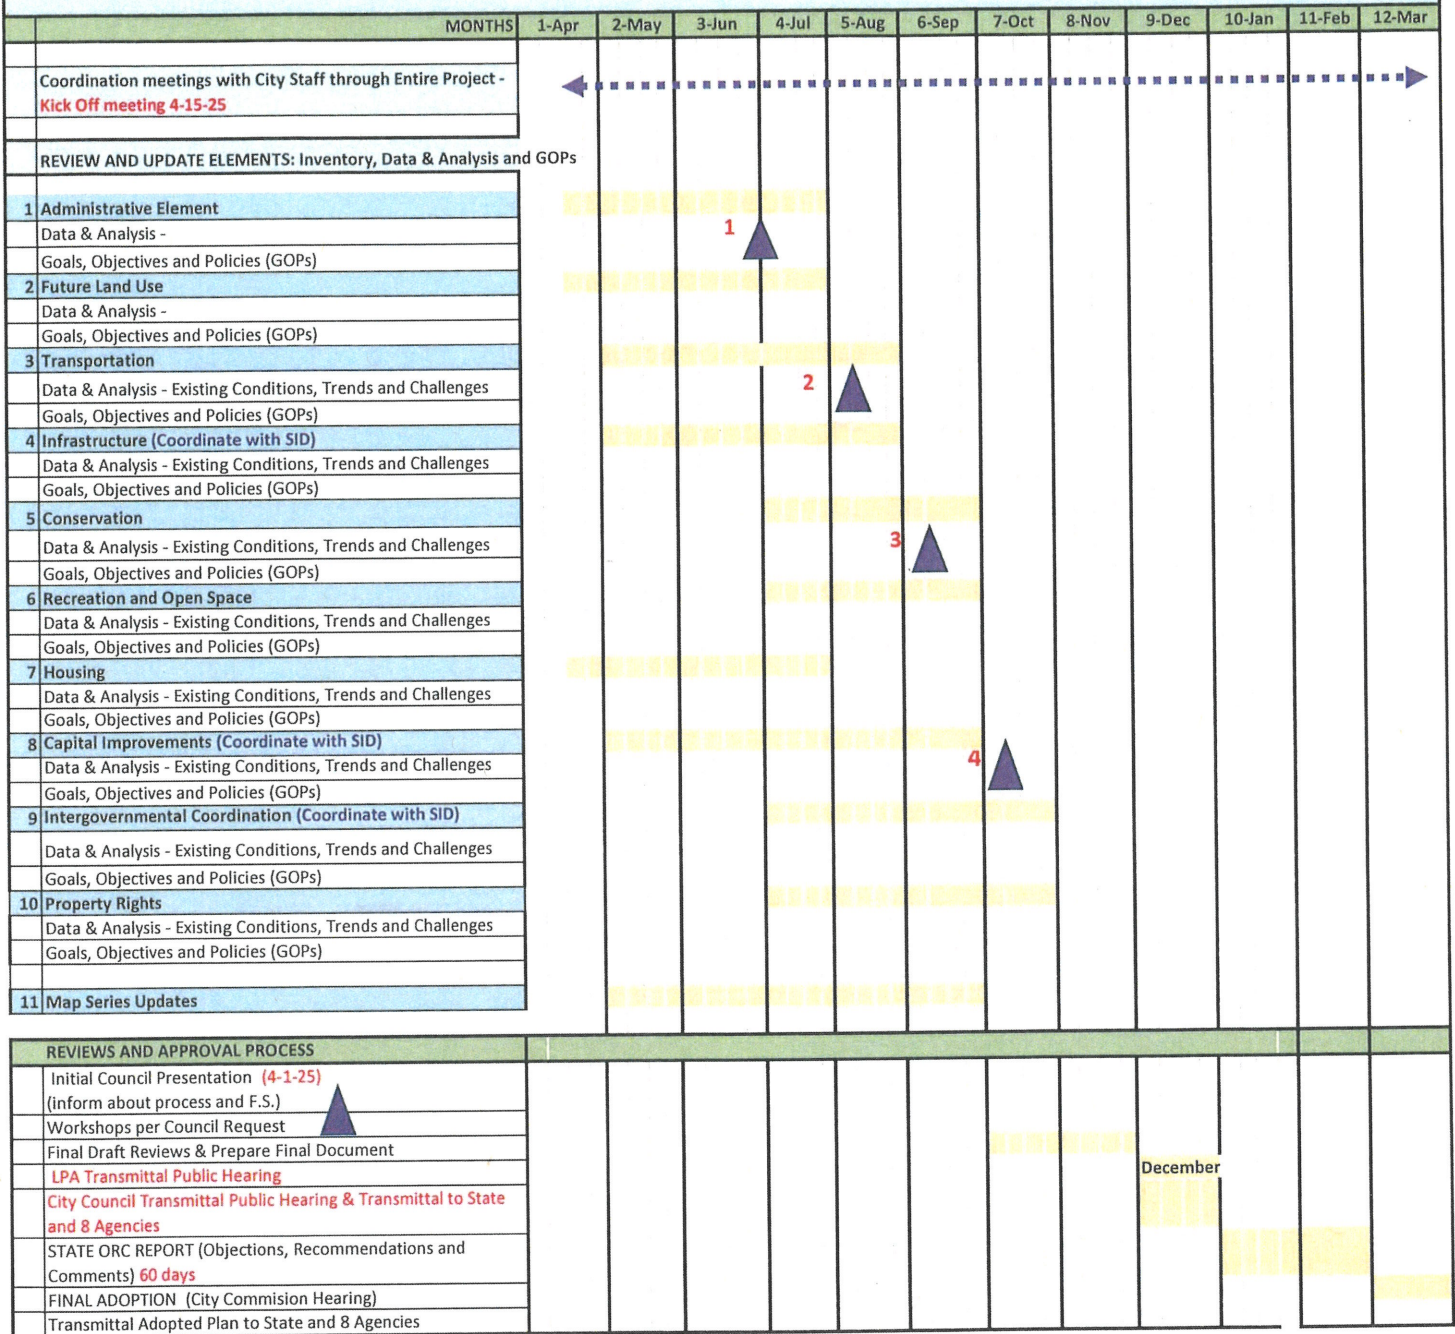 MONTHS 1-Apr 2-May 3-Jun 4-Jul 5-Aug 6-Sep 7-Oct 8-Nov 9-Dec 10-Jan 11-Feb 12-Mar
Coordination meetings with City Staff through Entire Project -
Kick Off meeting 4-15-25
REVIEW AND UPDATE ELEMENTS: Inventory, Data & Analysis and GOPs
1 Administrative Element
Data & Analysis -
1
Goals, Objectives and Policies (GOPs)
2 Future Land Use
Data & Analysis -
Goals, Objectives and Policies (GOPs)
3 Transportation
Data & Analysis - Existing Conditions, Trends and Challenges
2
Goals, Objectives and Policies (GOPs)
4 Infrastructure (Coordinate with SID)
Data & Analysis - Existing Conditions, Trends and Challenges
Goals, Objectives and Policies (GOPs)
5 Conservation
Data & Analysis - Existing Conditions, Trends and Challenges
3
Goals, Objectives and Policies (GOPs)
6 Recreation and Open Space
Data & Analysis - Existing Conditions, Trends and Challenges
Goals, Objectives and Policies (GOPs)
7 Housing
Data & Analysis - Existing Conditions, Trends and Challenges
Goals, Objectives and Policies (GOPs)
8 Capital Improvements (Coordinate with SID)
Data & Analysis - Existing Conditions, Trends and Challenges
4
Goals, Objectives and Policies (GOPs)
9 Intergovernmental Coordination (Coordinate with SID)
Data & Analysis - Existing Conditions, Trends and Challenges
Goals, Objectives and Policies (GOPs)
10 Property Rights
Data & Analysis - Existing Conditions, Trends and Challenges
Goals, Objectives and Policies (GOPs)
11 Map Series Updates
REVIEWS AND APPROVAL PROCESS
Initial Council Presentation (4-1-25)
(inform about process and F.S.)
Workshops per Council Request
Final Draft Reviews & Prepare Final Document
LPA Transmittal Public Hearing
December
City Council Transmittal Public Hearing & Transmittal to State
and 8 Agencies
STATE ORC REPORT (Objections, Recommendations and
Comments) 60 days
FINAL ADOPTION (City Commision Hearing)
Transmittal Adopted Plan to State and 8 Agencies